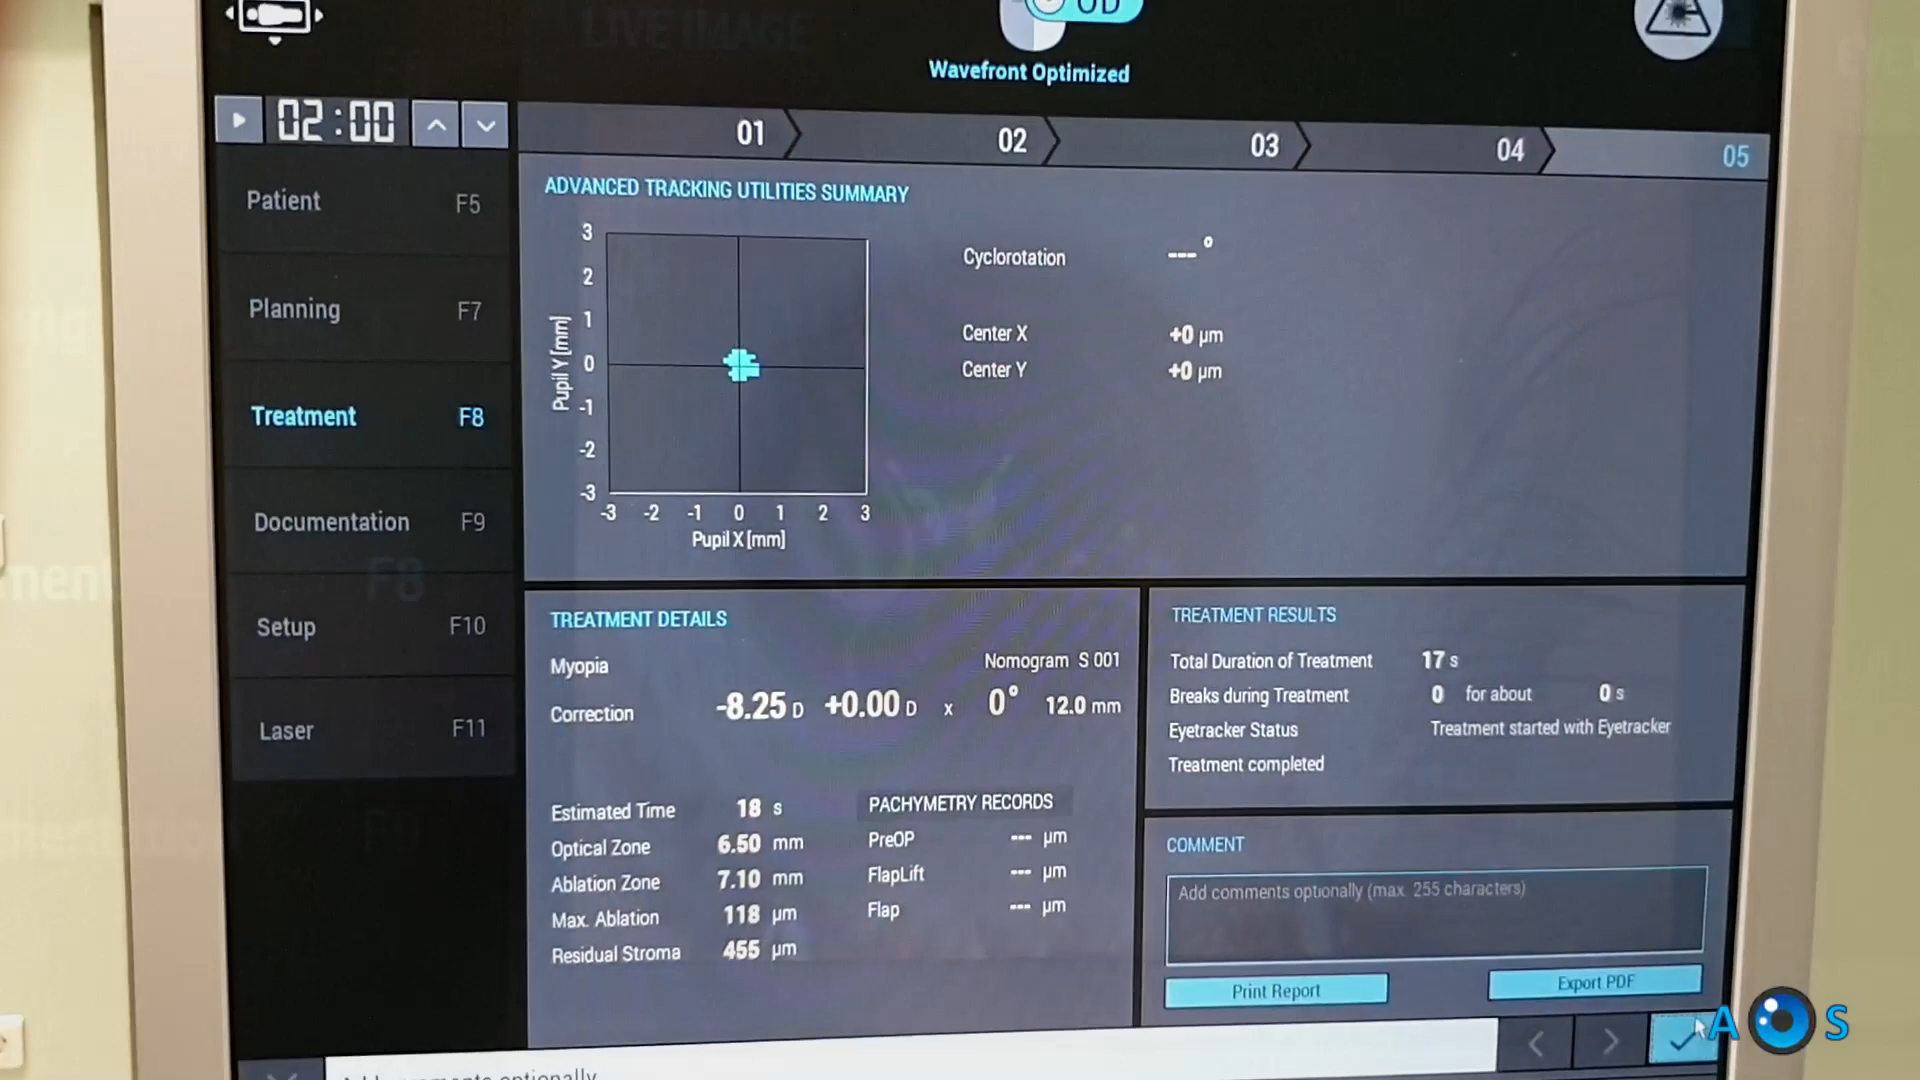 LIVE IMAGE
OD
Wavefront Optimized
02:00
01 02 03 04 05
Patient F5
Planning F7
Treatment F8
Documentation F9
Setup F10
Laser F11
F8
ADVANCED TRACKING UTILITIES SUMMARY
3
2
1
0
-1
-2
-3
Pupil Y [mm]
-3 -2 -1 0 1 2 3
Pupil X [mm]
Cyclorotation --- °
Center X +0 µm
Center Y +0 µm
TREATMENT DETAILS
Myopia Nomogram S 001
Correction -8.25 D +0.00 D x 0° 12.0 mm
Estimated Time 18 s
Optical Zone 6.50 mm
Ablation Zone 7.10 mm
Max. Ablation 118 µm
Residual Stroma 455 µm
PACHYMETRY RECORDS
PreOP --- µm
FlapLift --- µm
Flap --- µm
TREATMENT RESULTS
Total Duration of Treatment 17 s
Breaks during Treatment 0 for about 0 s
Eyetracker Status Treatment started with Eyetracker
Treatment completed
COMMENT
Add comments optionally (max. 255 characters)
Print Report Export PDF
Add comments optionally
A S